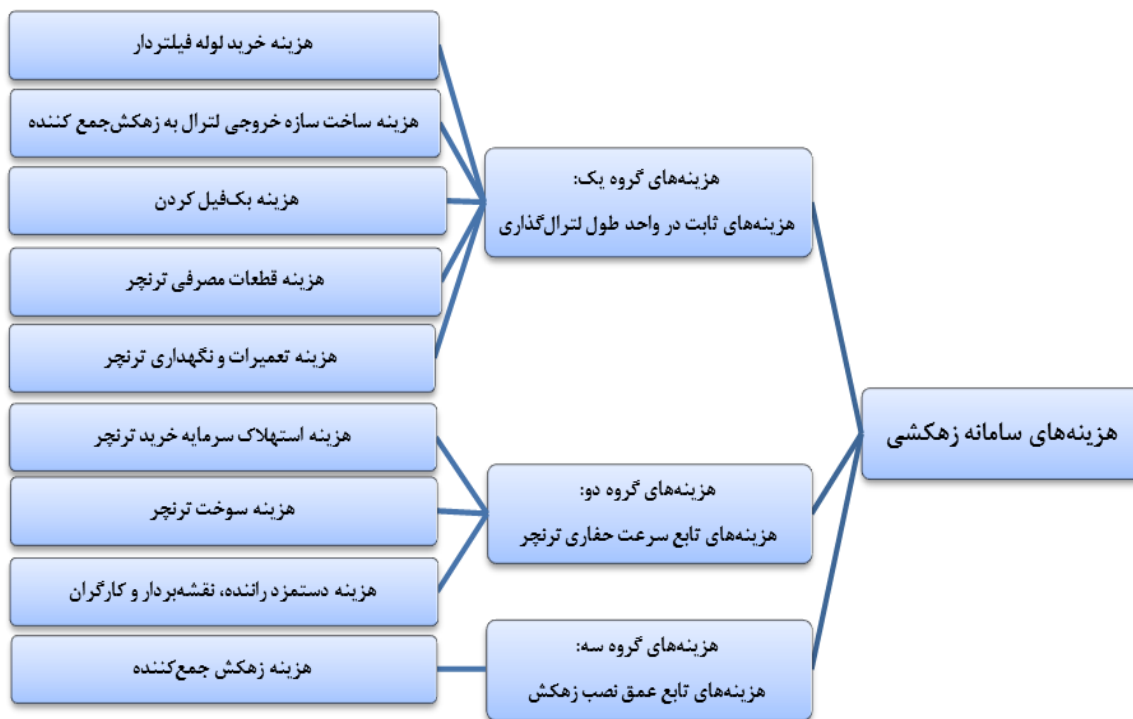 هزینه‌های سامانه زهکشی
هزینه‌های گروه یک:
هزینه‌های ثابت در واحد طول لترال‌گذاری
هزینه خرید لوله فیلتردار
هزینه ساخت سازه خروجی لترال به زهکش‌جمع کننده
هزینه بک‌فیل کردن
هزینه قطعات مصرفی ترنچر
هزینه تعمیرات و نگهداری ترنچر
هزینه‌های گروه دو:
هزینه‌های تابع سرعت حفاری ترنچر
هزینه استهلاک سرمایه خرید ترنچر
هزینه سوخت ترنچر
هزینه دستمزد راننده، نقشه‌بردار و کارگران
هزینه‌های گروه سه:
هزینه‌های تابع عمق نصب زهکش
هزینه زهکش جمع‌کننده